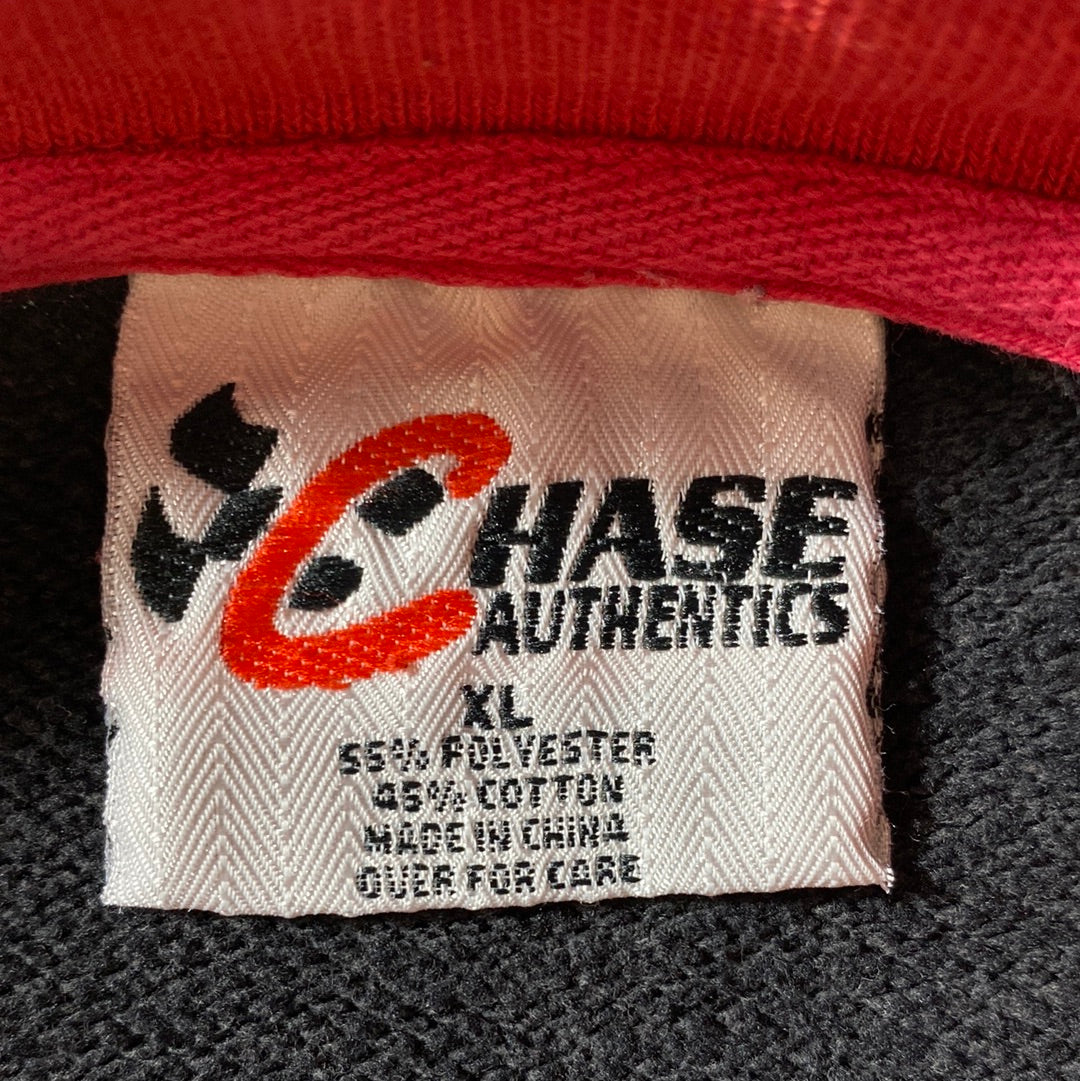 CHASE
AUTHENTICS
XL
55% POLYESTER
45% COTTON
MADE IN CHINA
OVER FOR CARE